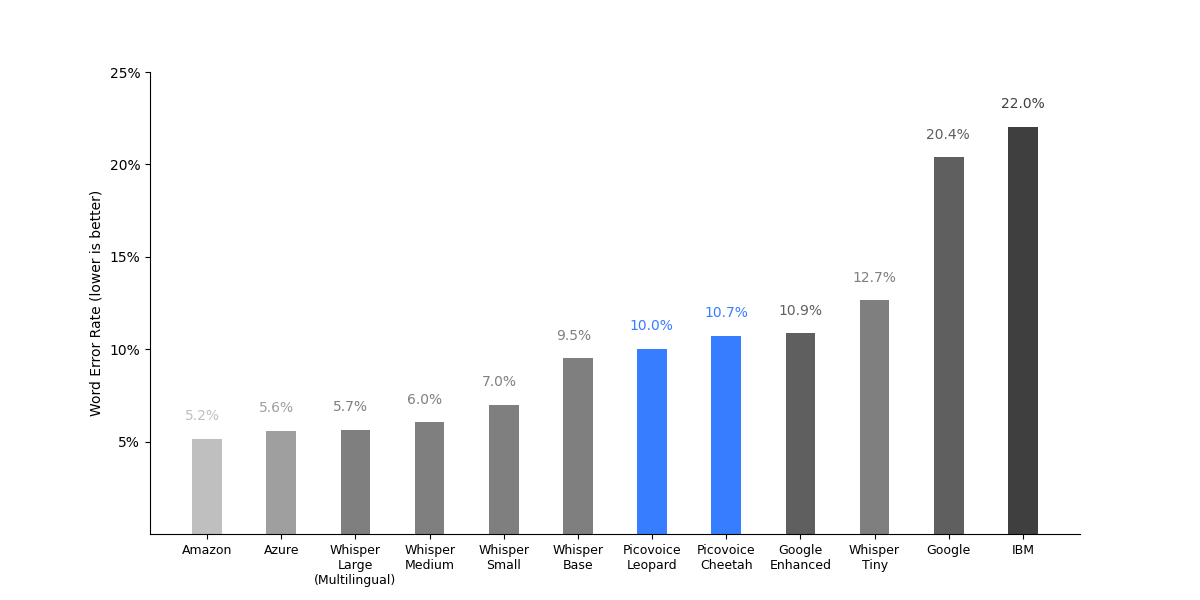 Word Error Rate (lower is better)
25%
20%
15%
10%
5%
5.2%
5.6%
5.7%
6.0%
7.0%
9.5%
10.0%
10.7%
10.9%
12.7%
20.4%
22.0%
Amazon
Azure
Whisper
Large
(Multilingual)
Whisper
Medium
Whisper
Small
Whisper
Base
Picovoice
Leopard
Picovoice
Cheetah
Google
Enhanced
Whisper
Tiny
Google
IBM